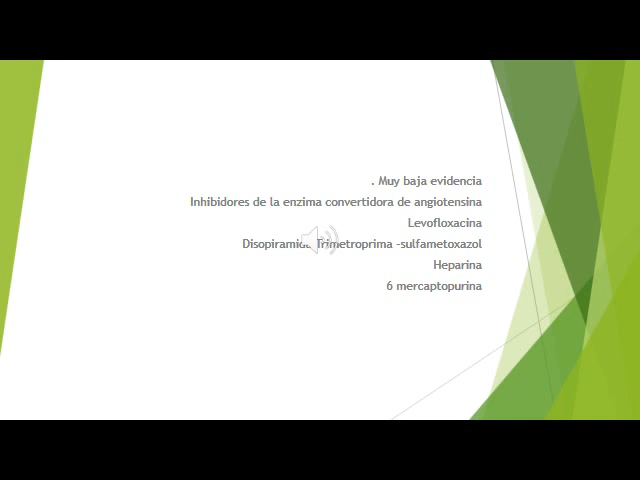 . Muy baja evidencia
Inhibidores de la enzima convertidora de angiotensina
Levofloxacina
Disopiramida Trimetroprima -sulfametoxazol
Heparina
6 mercaptopurina